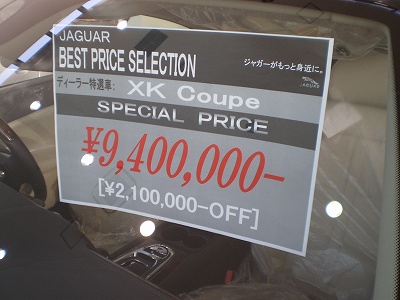 JAGUAR
BEST PRICE SELECTION
ジャガーがもっと身近に。
JAGUAR
ディーラー特選車: XK Coupe
SPECIAL PRICE
¥9,400,000-
[¥2,100,000-OFF]